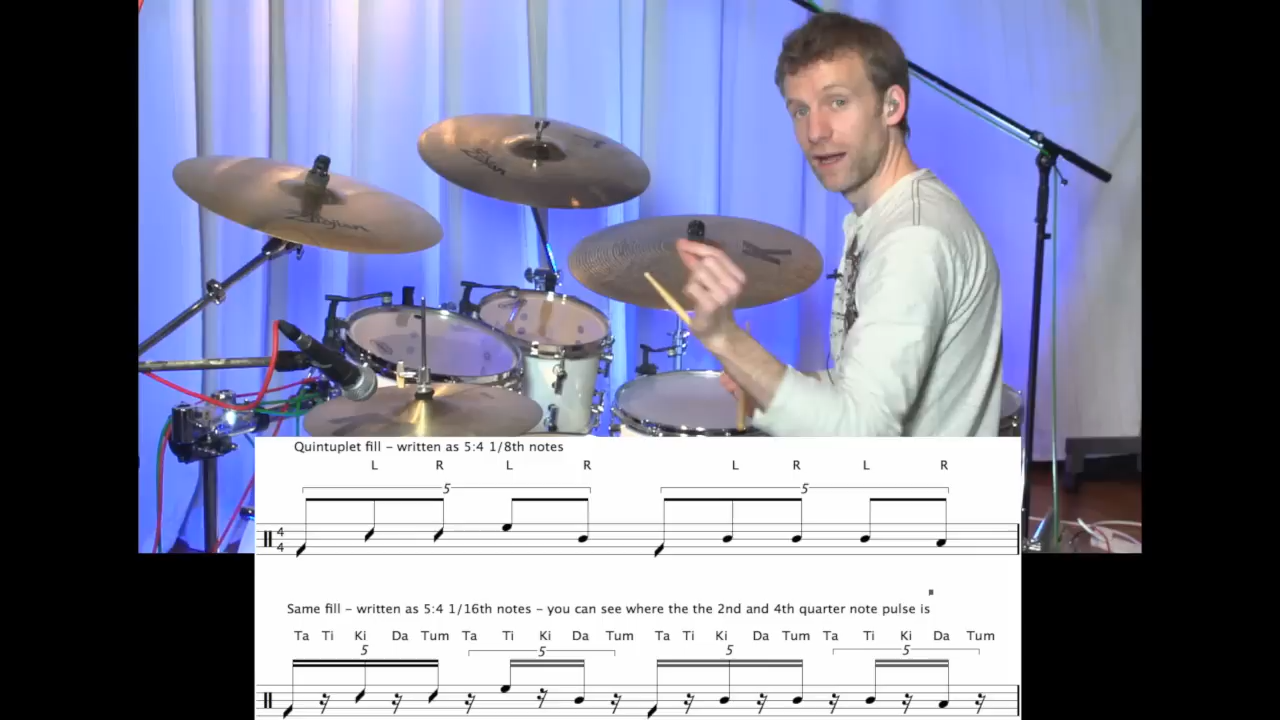 Zildjian
Zildjian
K
Quintuplet fill - written as 5:4 1/8th notes
L R L R L R L R
5 5
4
4
Same fill - written as 5:4 1/16th notes - you can see where the the 2nd and 4th quarter note pulse is
Ta Ti Ki Da Tum Ta Ti Ki Da Tum Ta Ti Ki Da Tum Ta Ti Ki Da Tum
5 5 5 5